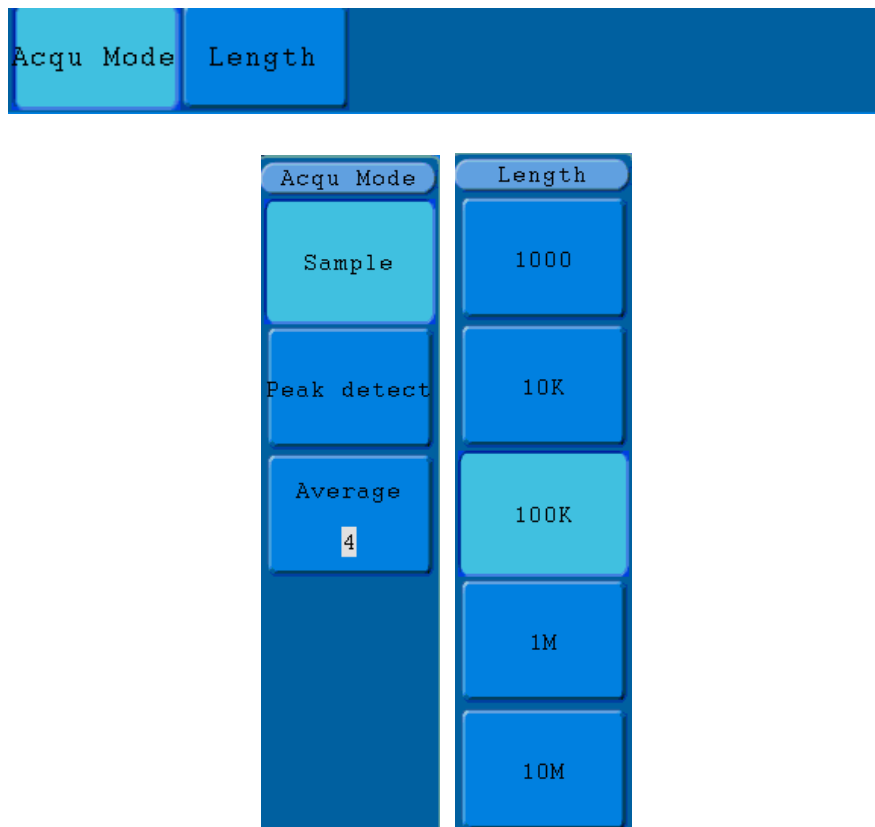 Acqu Mode
Length
Acqu Mode
Sample
Peak detect
Average
4
Length
1000
10K
100K
1M
10M